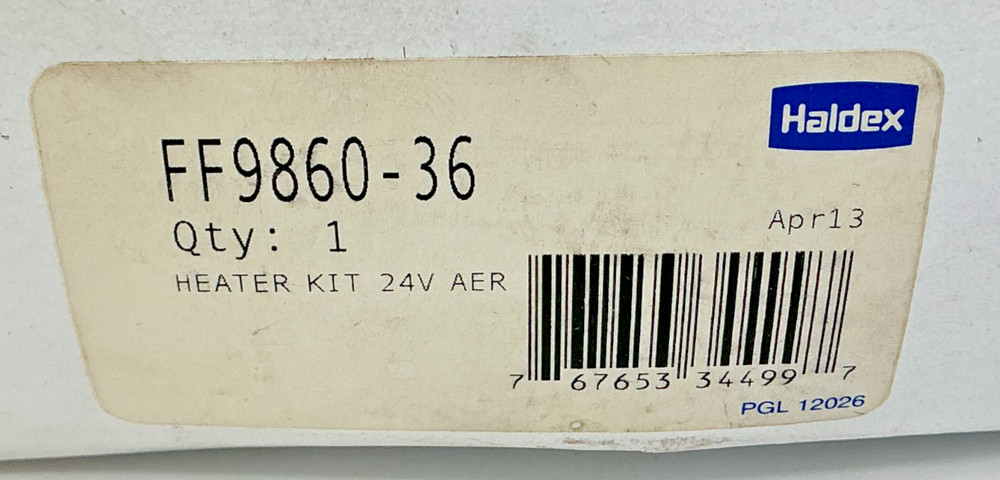 Haldex
FF9860-36
Apr13
Qty: 1
HEATER KIT 24V AER
7 67653 34499 7
PGL 12026